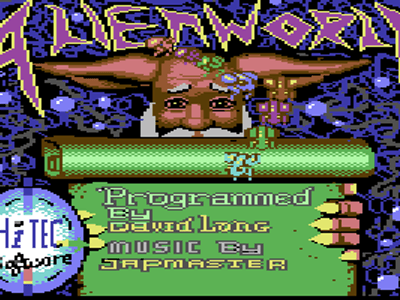 ALIENWORLD
Programmed
By
David Long
MUSIC By
JAPMASTER
Hi TEC
Software